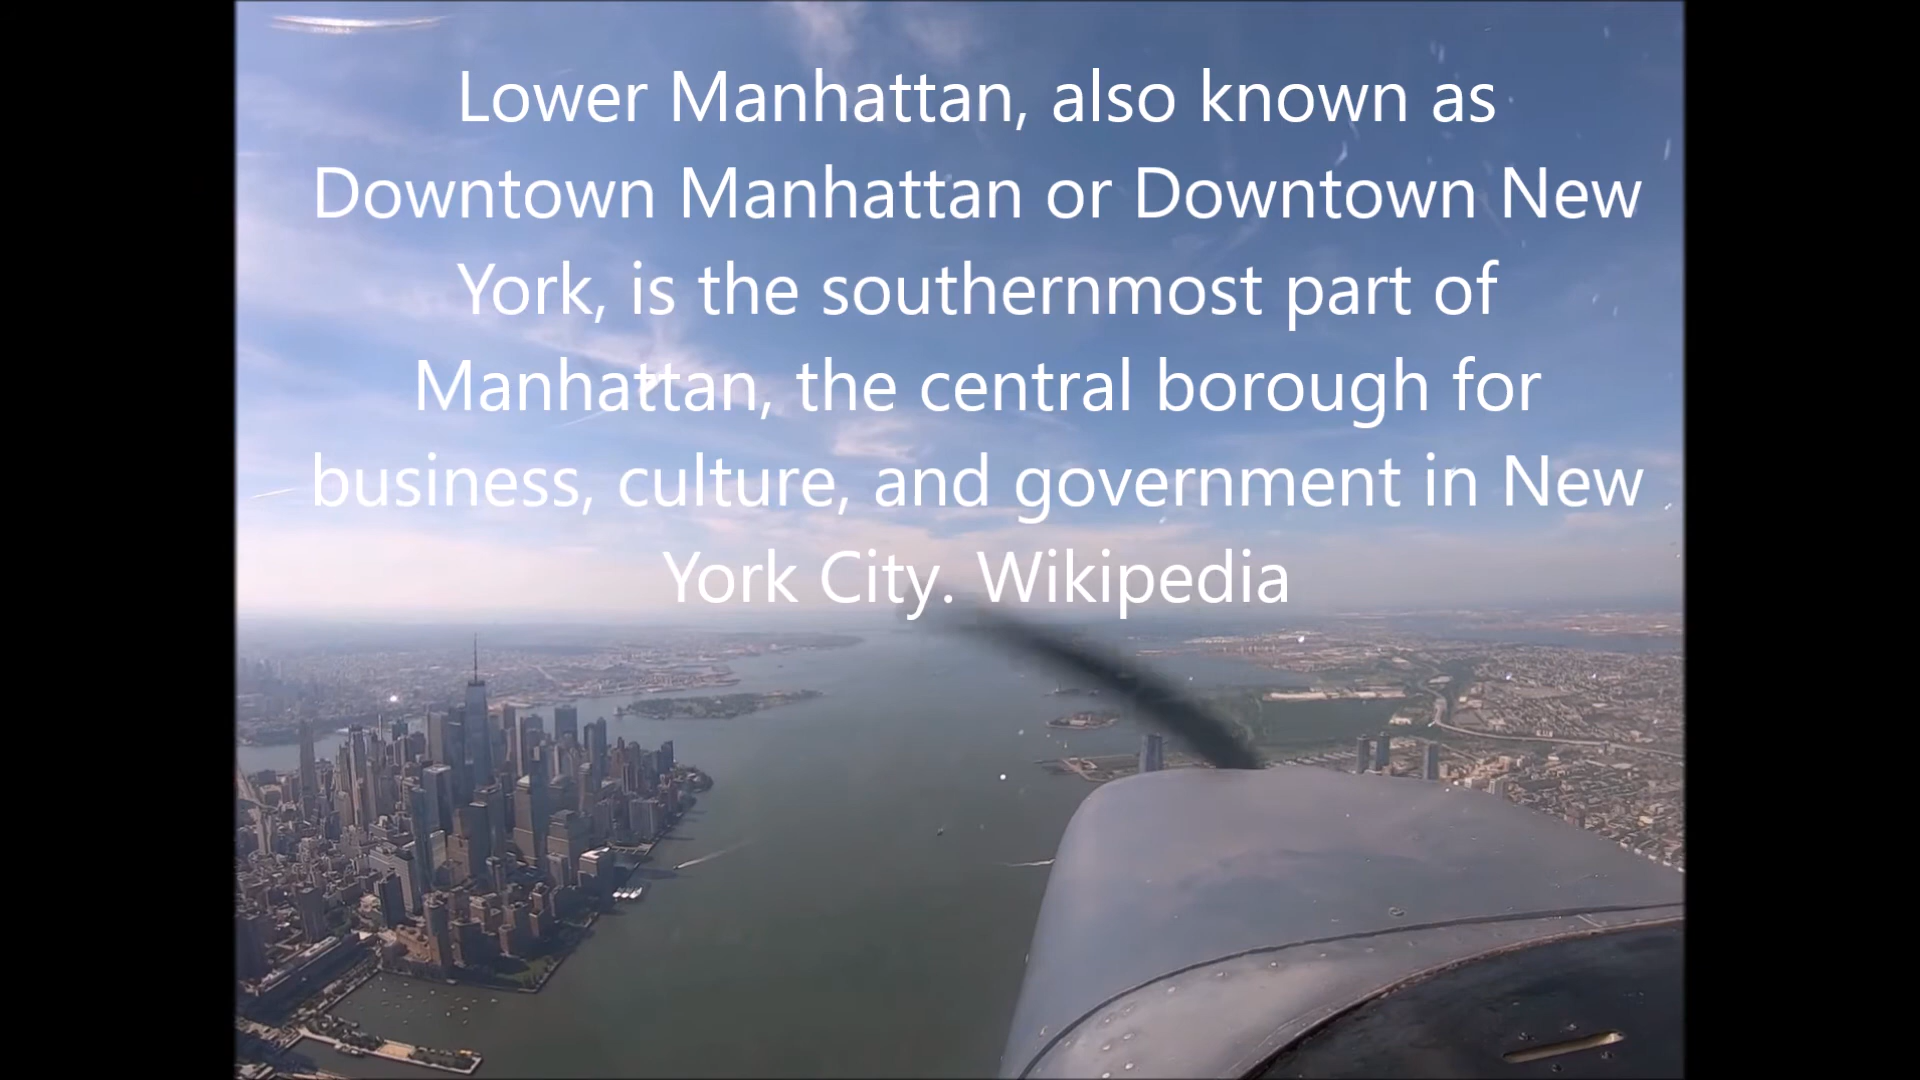 Lower Manhattan, also known as
Downtown Manhattan or Downtown New
York, is the southernmost part of
Manhattan, the central borough for
business, culture, and government in New
York City. Wikipedia